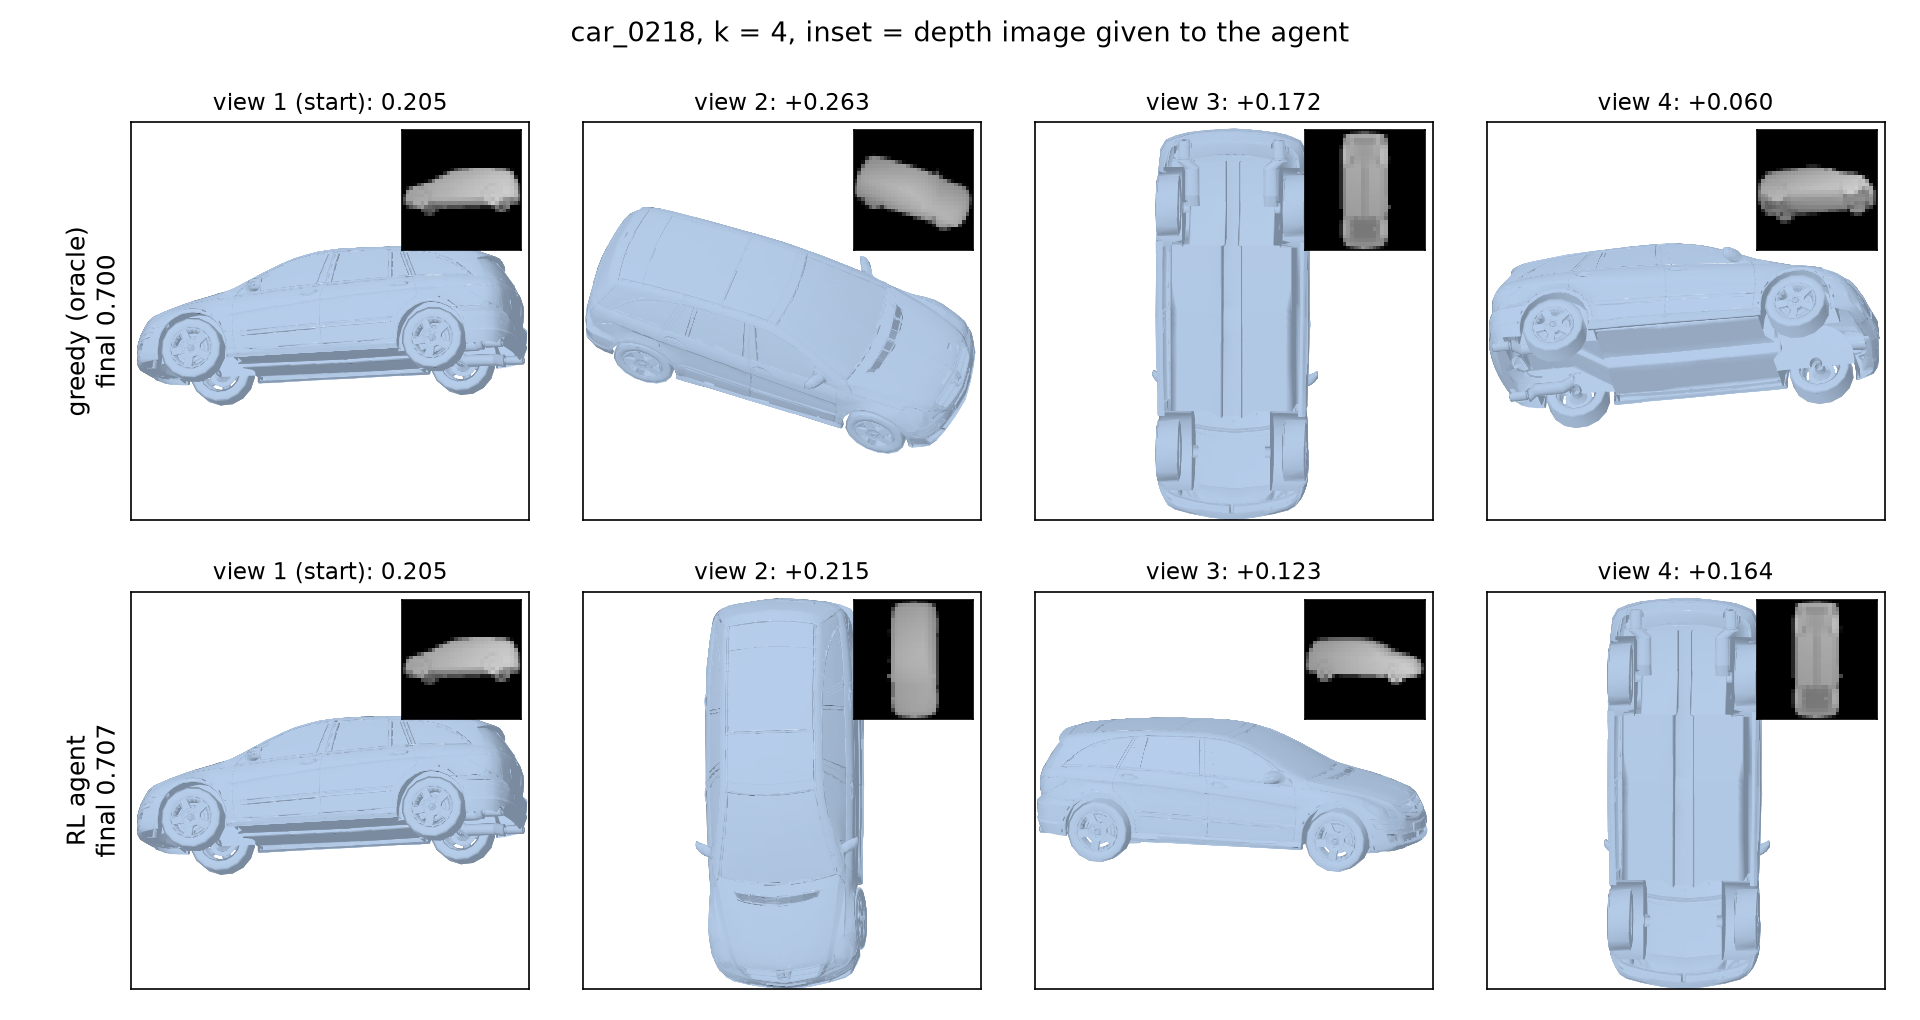 car_0218, k = 4, inset = depth image given to the agent
greedy (oracle)
final 0.700
view 1 (start): 0.205
view 2: +0.263
view 3: +0.172
view 4: +0.060
RL agent
final 0.707
view 1 (start): 0.205
view 2: +0.215
view 3: +0.123
view 4: +0.164